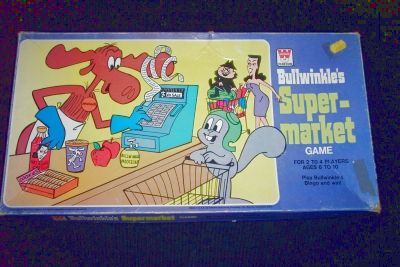 Bullwinkle's
Super-
market
GAME
FOR 2 TO 4 PLAYERS
AGES 6 TO 10
Play Bullwinkle's
Bingo and win!
Bullwinkle's Supermarket GAME